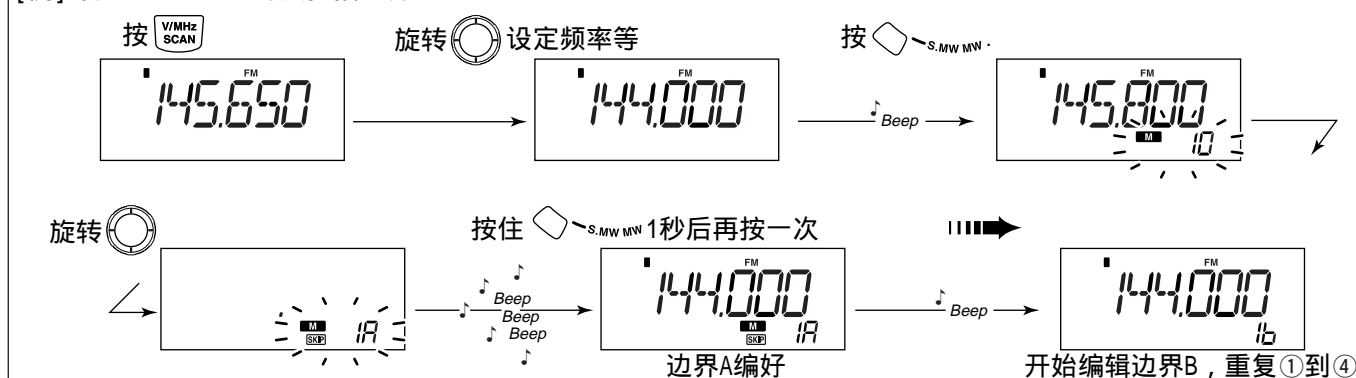 按 V/MHz SCAN
旋转 设定频率等
按 S.MW MW .
FM
145.650
FM
144.000
Beep
FM
145.800
M 10
旋转
按住 S.MW MW 1秒后再按一次
M
SKIP 1A
Beep
Beep
Beep
FM
144.000
M
SKIP 1A
Beep
FM
144.000
1b
边界A编好
开始编辑边界B，重复①到④